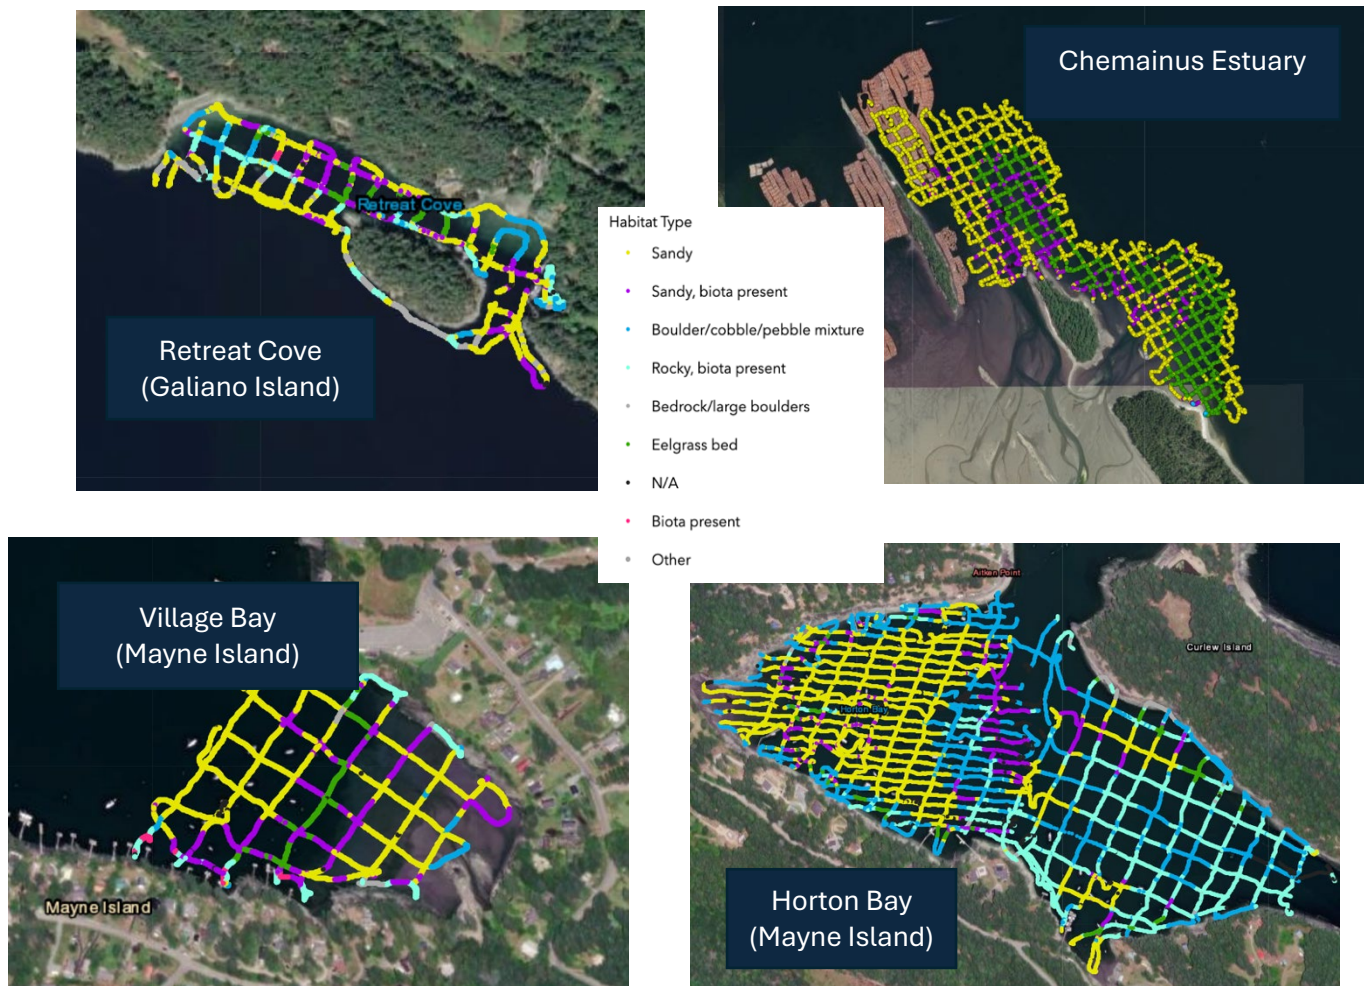 Chemainus Estuary
Retreat Cove
Retreat Cove
(Galiano Island)
Habitat Type
Sandy
Sandy, biota present
Boulder/cobble/pebble mixture
Rocky, biota present
Bedrock/large boulders
Eelgrass bed
N/A
Biota present
Other
Village Bay
(Mayne Island)
Mayne Island
Aitken Point
Curlew Island
Horton Bay
Horton Bay
(Mayne Island)